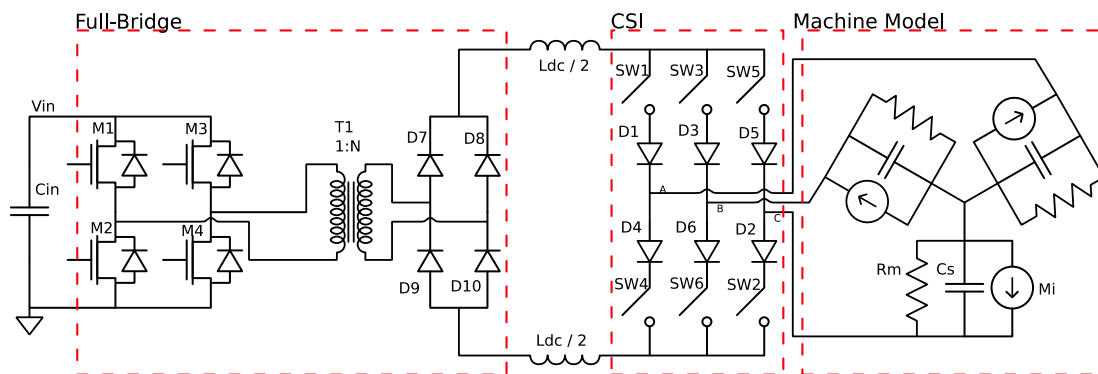 Full-Bridge
CSI
Machine Model
Ldc / 2
SW1
SW3
SW5
Vin
M1
M3
T1
1:N
D7
D8
D1
D3
D5
Cin
A
B
C
M2
M4
D4
D6
D2
D9
D10
SW4
SW6
SW2
Rm
Cs
Mi
Ldc / 2